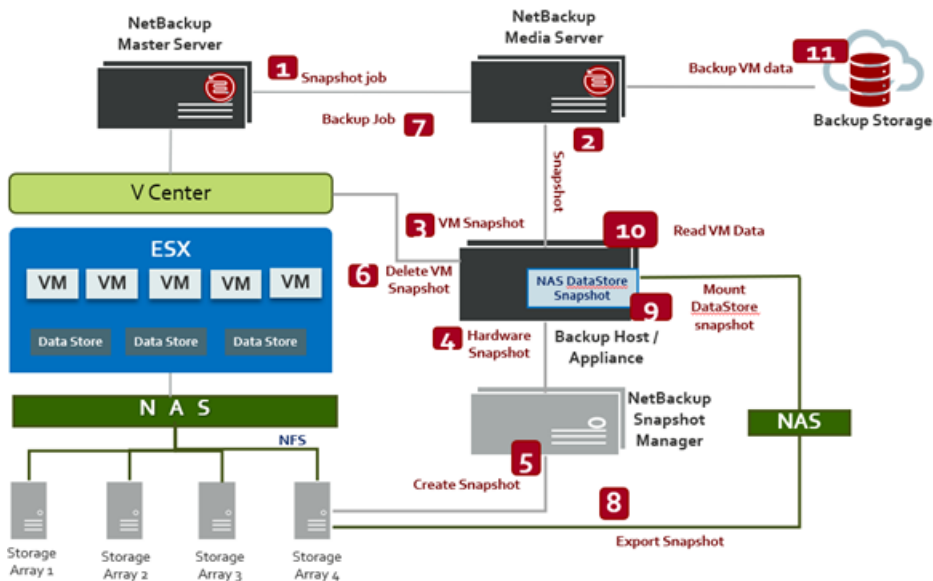 NetBackup
Master Server
NetBackup
Media Server
1
Snapshot job
Backup Job
7
2
Snapshot
Backup VM data
11
Backup Storage
V Center
3
VM Snapshot
6
Delete VM
Snapshot
10
Read VM Data
NAS DataStore
Snapshot
9
Mount
DataStore
snapshot
ESX
VM
VM
VM
VM
VM
Data Store
Data Store
Data Store
4
Hardware
Snapshot
Backup Host /
Appliance
N A S
NFS
NetBackup
Snapshot
Manager
NAS
5
Create Snapshot
8
Export Snapshot
Storage
Array 1
Storage
Array 2
Storage
Array 3
Storage
Array 4